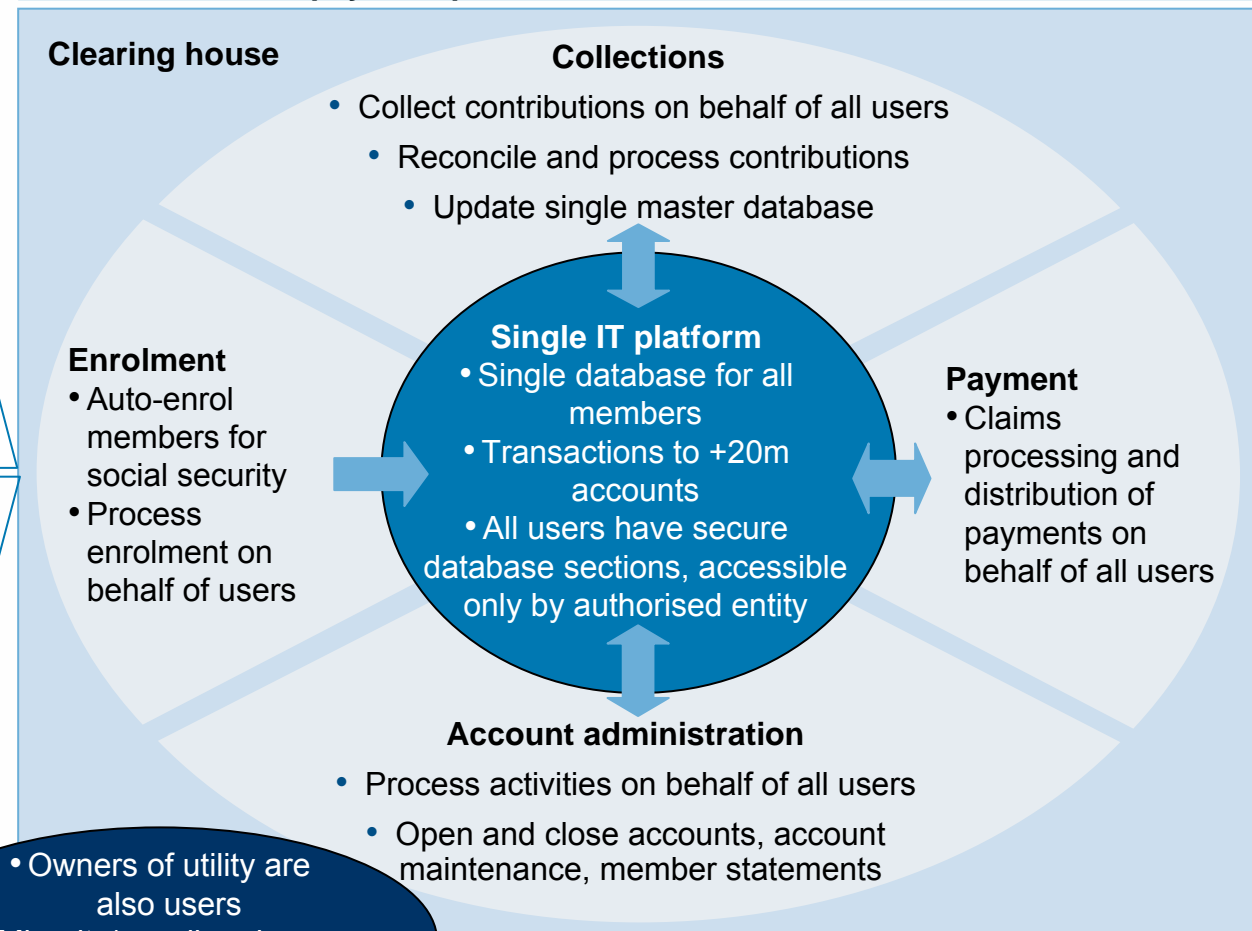 Clearing house
Collections
• Collect contributions on behalf of all users
• Reconcile and process contributions
• Update single master database
Enrolment
• Auto-enrol
members for
social security
• Process
enrolment on
behalf of users
Single IT platform
• Single database for all
members
• Transactions to +20m
accounts
• All users have secure
database sections, accessible
only by authorised entity
Payment
• Claims
processing and
distribution of
payments on
behalf of all users
Account administration
• Process activities on behalf of all users
• Open and close accounts, account
maintenance, member statements
• Owners of utility are
also users